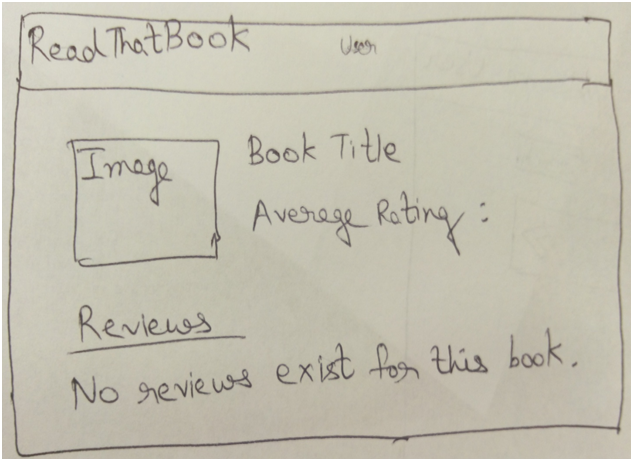 ReadThatBook User
Image
Book Title
Average Rating :
Reviews
No reviews exist for this book.